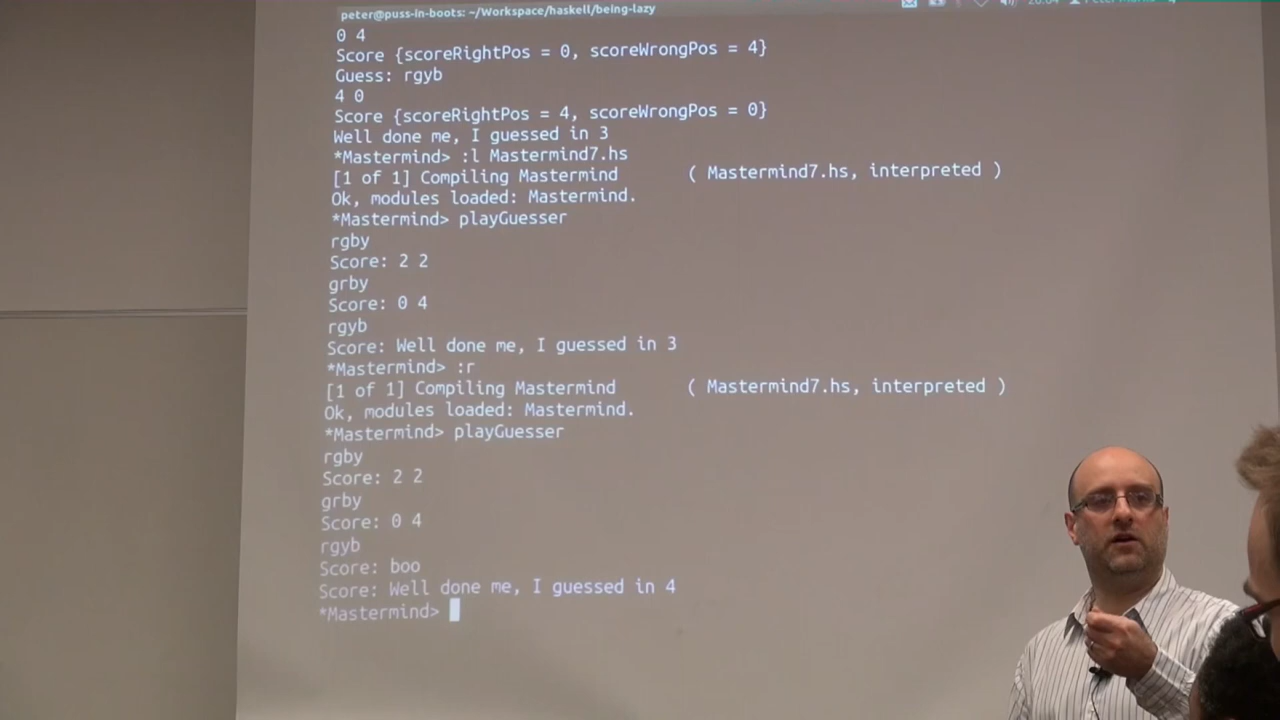 peter@puss-in-boots: ~/Workspace/haskell/being-lazy
0 4
Score {scoreRightPos = 0, scoreWrongPos = 4}
Guess: rgyb
4 0
Score {scoreRightPos = 4, scoreWrongPos = 0}
Well done me, I guessed in 3
*Mastermind> :l Mastermind7.hs
[1 of 1] Compiling Mastermind ( Mastermind7.hs, interpreted )
Ok, modules loaded: Mastermind.
*Mastermind> playGuesser
rgby
Score: 2 2
grby
Score: 0 4
rgyb
Score: Well done me, I guessed in 3
*Mastermind> :r
[1 of 1] Compiling Mastermind ( Mastermind7.hs, interpreted )
Ok, modules loaded: Mastermind.
*Mastermind> playGuesser
rgby
Score: 2 2
grby
Score: 0 4
rgyb
Score: boo
Score: Well done me, I guessed in 4
*Mastermind>